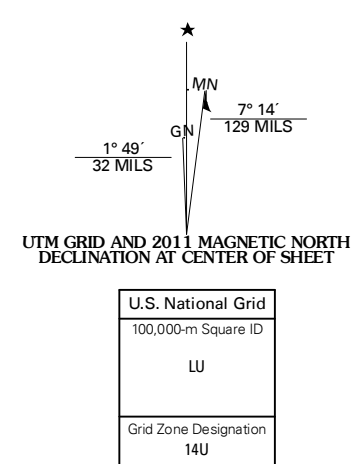 MN
GN
7° 14´
129 MILS
1° 49´
32 MILS
UTM GRID AND 2011 MAGNETIC NORTH
DECLINATION AT CENTER OF SHEET
U.S. National Grid
100,000-m Square ID
LU
Grid Zone Designation
14U